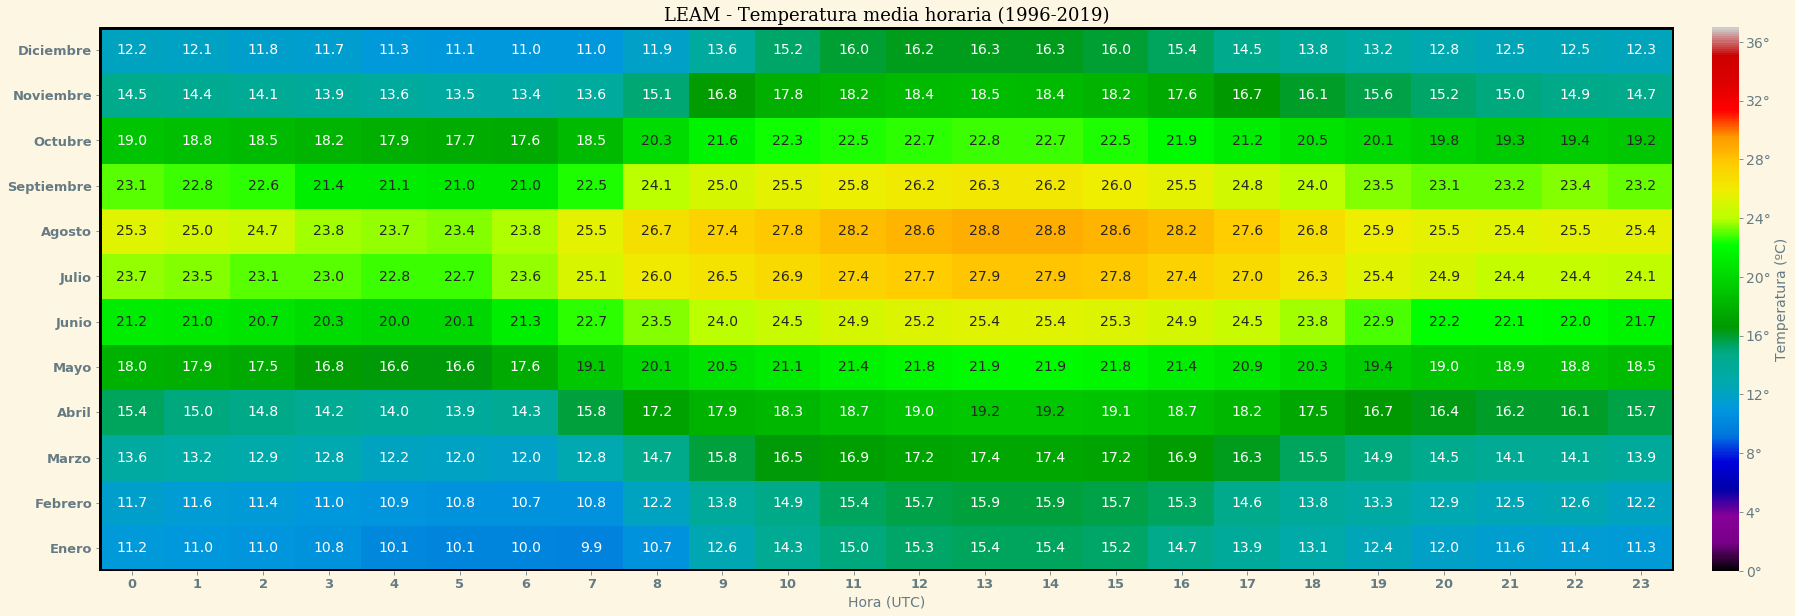 LEAM - Temperatura media horaria (1996-2019)
Diciembre 12.2 12.1 11.8 11.7 11.3 11.1 11.0 11.0 11.9 13.6 15.2 16.0 16.2 16.3 16.3 16.0 15.4 14.5 13.8 13.2 12.8 12.5 12.5 12.3
Noviembre 14.5 14.4 14.1 13.9 13.6 13.5 13.4 13.6 15.1 16.8 17.8 18.2 18.4 18.5 18.4 18.2 17.6 16.7 16.1 15.6 15.2 15.0 14.9 14.7
Octubre 19.0 18.8 18.5 18.2 17.9 17.7 17.6 18.5 20.3 21.6 22.3 22.5 22.7 22.8 22.7 22.5 21.9 21.2 20.5 20.1 19.8 19.3 19.4 19.2
Septiembre 23.1 22.8 22.6 21.4 21.1 21.0 21.0 22.5 24.1 25.0 25.5 25.8 26.2 26.3 26.2 26.0 25.5 24.8 24.0 23.5 23.1 23.2 23.4 23.2
Agosto 25.3 25.0 24.7 23.8 23.7 23.4 23.8 25.5 26.7 27.4 27.8 28.2 28.6 28.8 28.8 28.6 28.2 27.6 26.8 25.9 25.5 25.4 25.5 25.4
Julio 23.7 23.5 23.1 23.0 22.8 22.7 23.6 25.1 26.0 26.5 26.9 27.4 27.7 27.9 27.9 27.8 27.4 27.0 26.3 25.4 24.9 24.4 24.4 24.1
Junio 21.2 21.0 20.7 20.3 20.0 20.1 21.3 22.7 23.5 24.0 24.5 24.9 25.2 25.4 25.4 25.3 24.9 24.5 23.8 22.9 22.2 22.1 22.0 21.7
Mayo 18.0 17.9 17.5 16.8 16.6 16.6 17.6 19.1 20.1 20.5 21.1 21.4 21.8 21.9 21.9 21.8 21.4 20.9 20.3 19.4 19.0 18.9 18.8 18.5
Abril 15.4 15.0 14.8 14.2 14.0 13.9 14.3 15.8 17.2 17.9 18.3 18.7 19.0 19.2 19.2 19.1 18.7 18.2 17.5 16.7 16.4 16.2 16.1 15.7
Marzo 13.6 13.2 12.9 12.8 12.2 12.0 12.0 12.8 14.7 15.8 16.5 16.9 17.2 17.4 17.4 17.2 16.9 16.3 15.5 14.9 14.5 14.1 14.1 13.9
Febrero 11.7 11.6 11.4 11.0 10.9 10.8 10.7 10.8 12.2 13.8 14.9 15.4 15.7 15.9 15.9 15.7 15.3 14.6 13.8 13.3 12.9 12.5 12.6 12.2
Enero 11.2 11.0 11.0 10.8 10.1 10.1 10.0 9.9 10.7 12.6 14.3 15.0 15.3 15.4 15.4 15.2 14.7 13.9 13.1 12.4 12.0 11.6 11.4 11.3
0 1 2 3 4 5 6 7 8 9 10 11 12 13 14 15 16 17 18 19 20 21 22 23
Hora (UTC)
36°
32°
28°
24°
20°
16°
12°
8°
4°
0°
Temperatura (ºC)